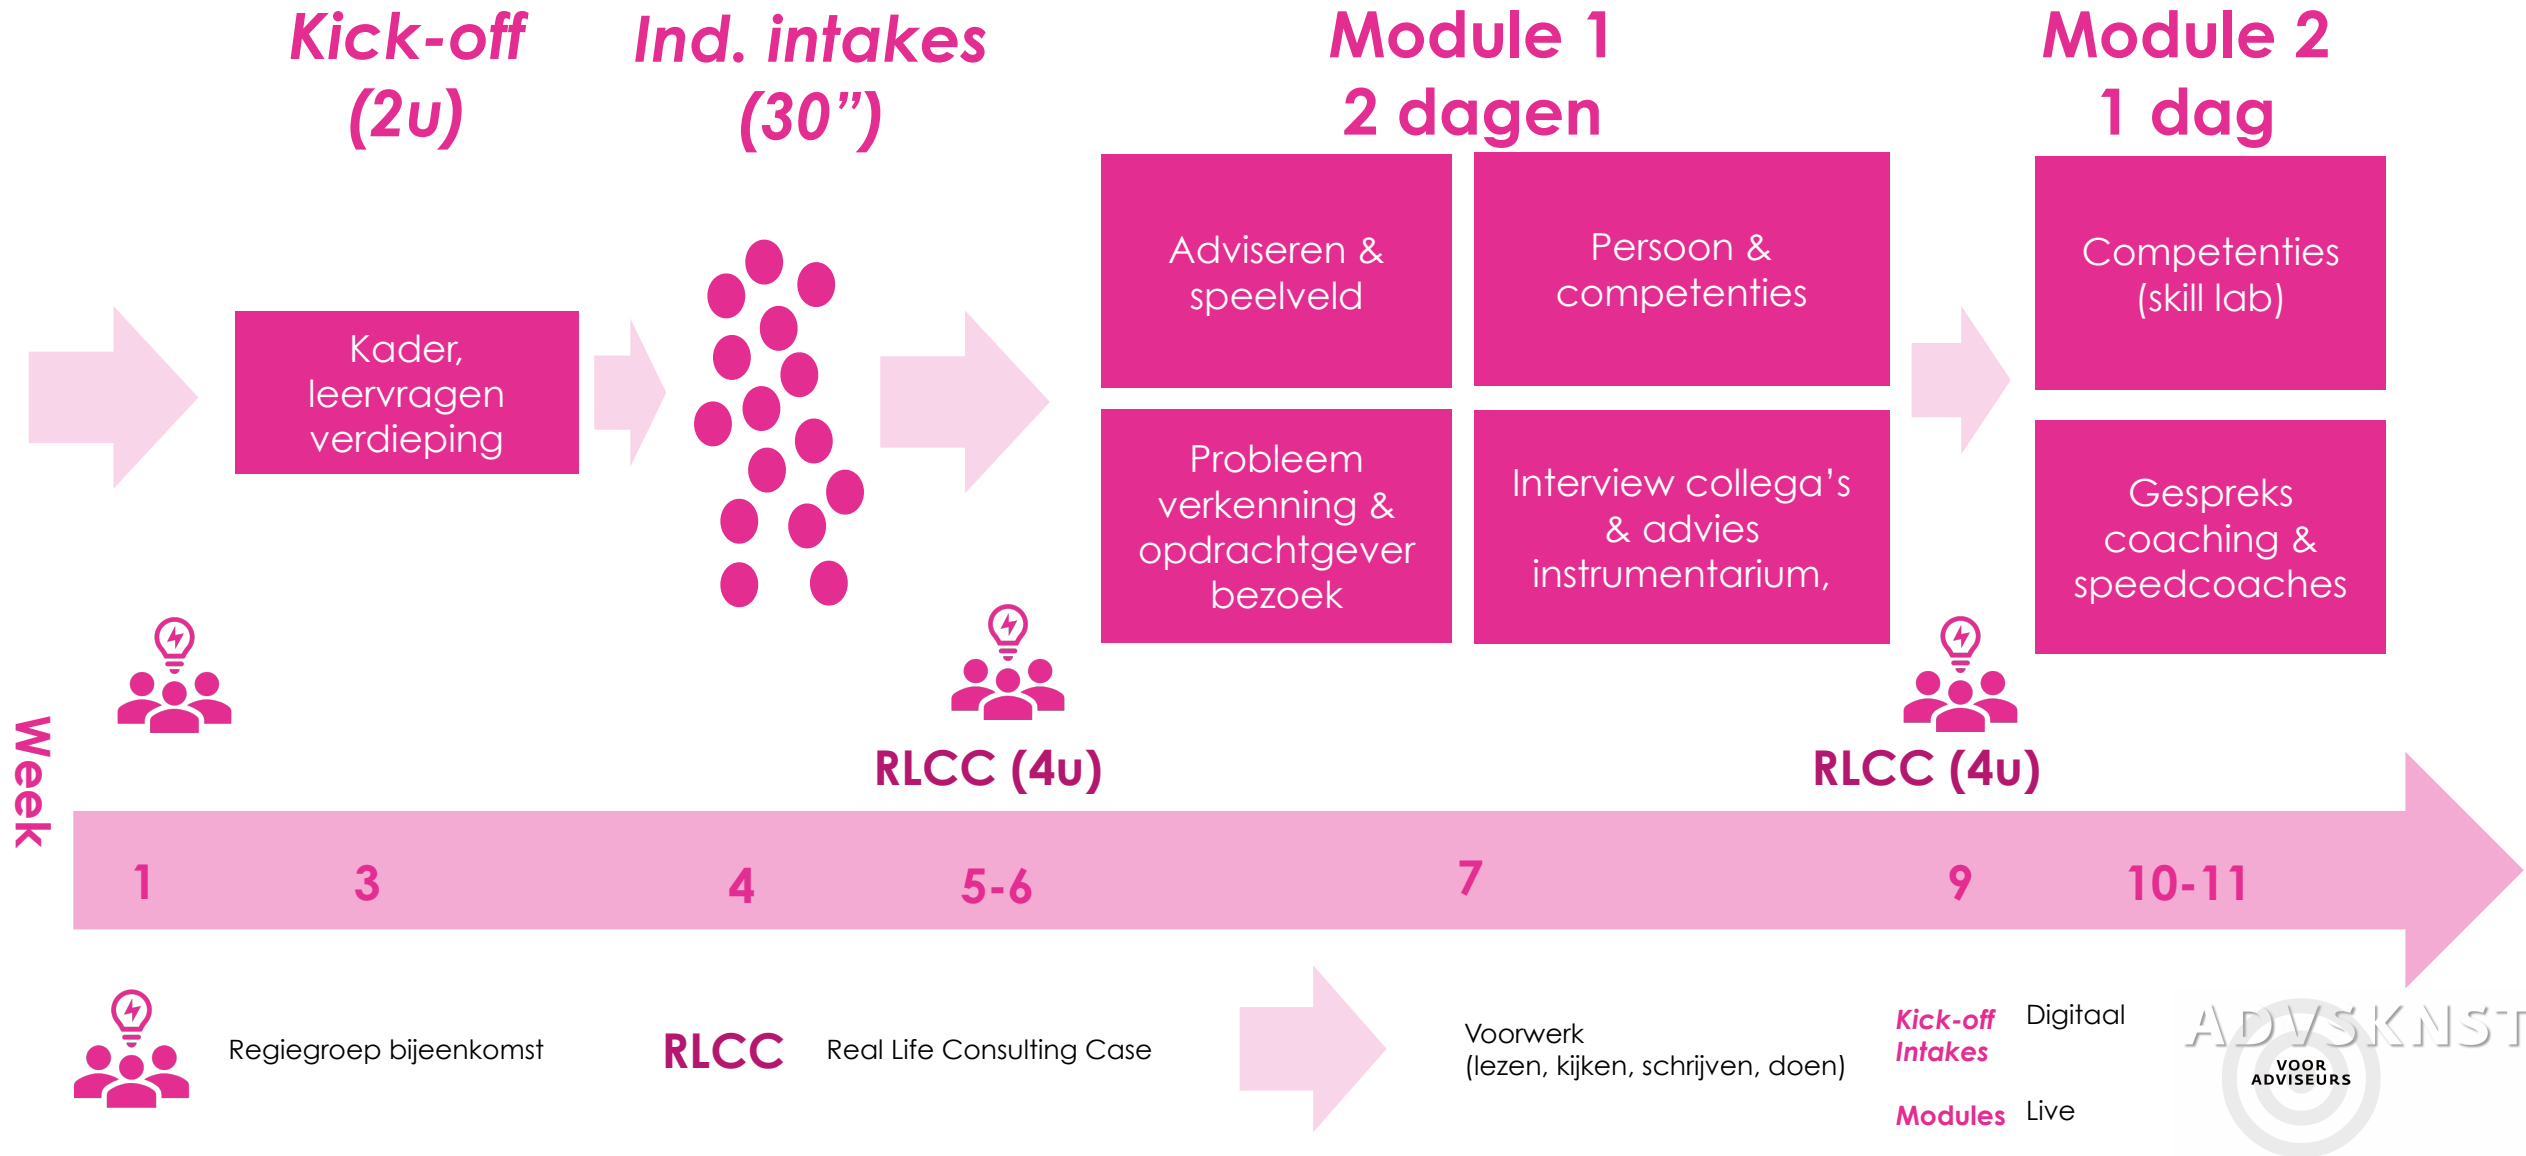 Kick-off
(2u)
Ind. intakes
(30”)
Module 1
2 dagen
Module 2
1 dag
Kader,
leervragen
verdieping
Adviseren &
speelveld
Persoon &
competenties
Probleem
verkenning &
opdrachtgever
bezoek
Interview collega’s
& advies
instrumentarium,
Competenties
(skill lab)
Gespreks
coaching &
speedcoaches
RLCC (4u)
RLCC (4u)
Week
1
3
4
5-6
7
9
10-11
Regiegroep bijeenkomst
RLCC
Real Life Consulting Case
Voorwerk
(lezen, kijken, schrijven, doen)
Kick-off
Intakes
Digitaal
Modules
Live
ADVSKNST
VOOR
ADVISEURS